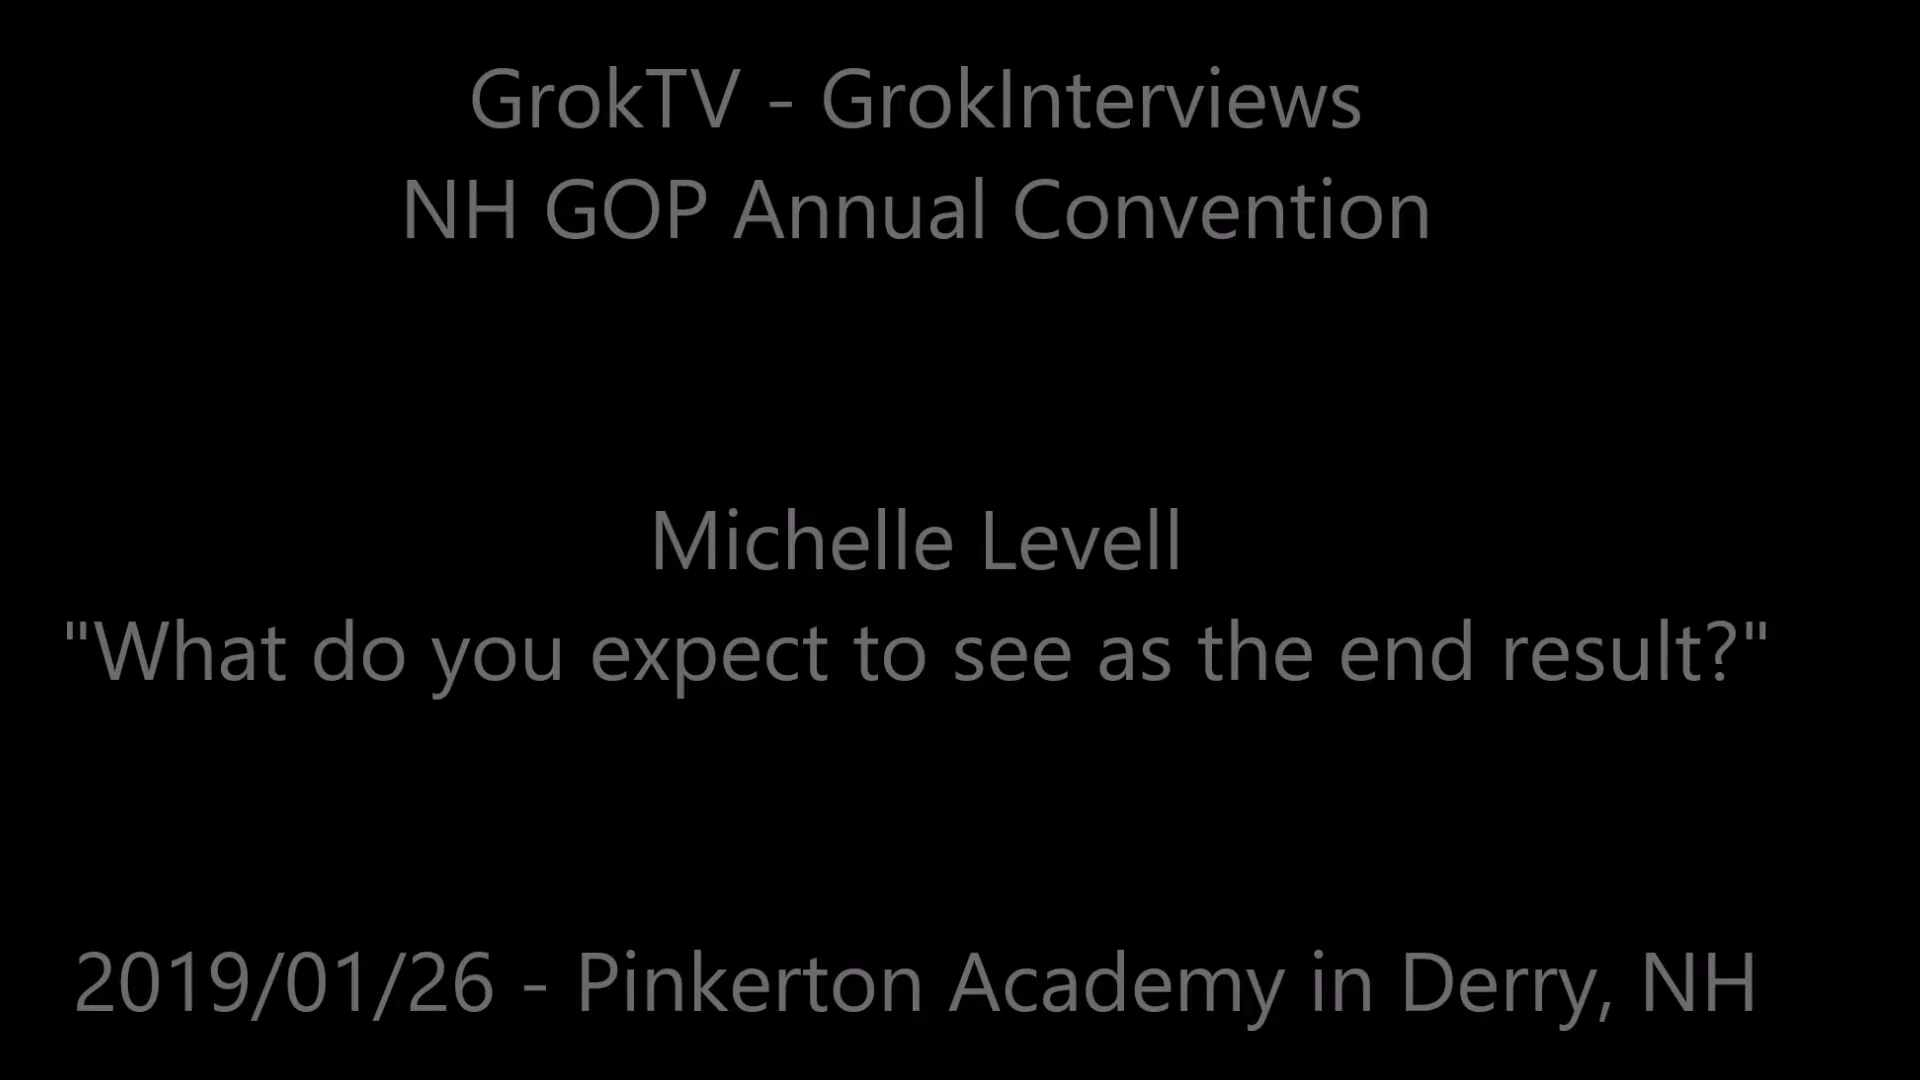 GrokTV - GrokInterviews
NH GOP Annual Convention
Michelle Levell
"What do you expect to see as the end result?"
2019/01/26 - Pinkerton Academy in Derry, NH